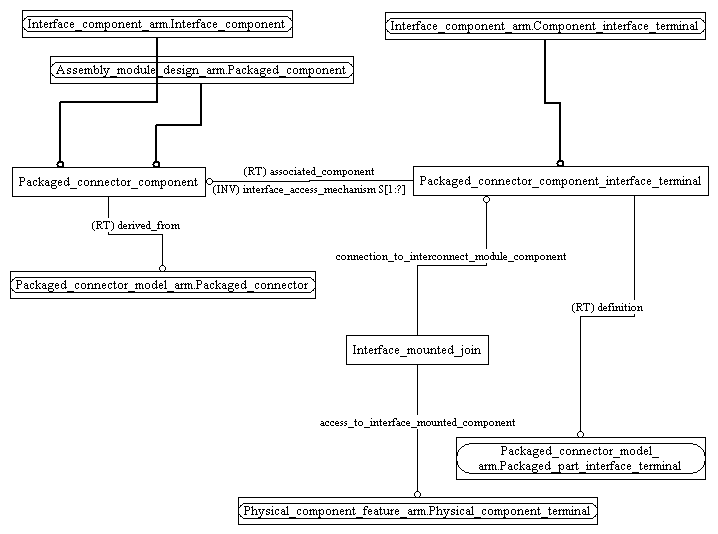 Interface_component_arm.Interface_component
Interface_component_arm.Component_interface_terminal
Assembly_module_design_arm.Packaged_component
(RT) associated_component
Packaged_connector_component
Packaged_connector_component_interface_terminal
(INV) interface_access_mechanism S[1:?]
(RT) derived_from
connection_to_interconnect_module_component
Packaged_connector_model_arm.Packaged_connector
(RT) definition
Interface_mounted_join
access_to_interface_mounted_component
Packaged_connector_model_
arm.Packaged_part_interface_terminal
Physical_component_feature_arm.Physical_component_terminal